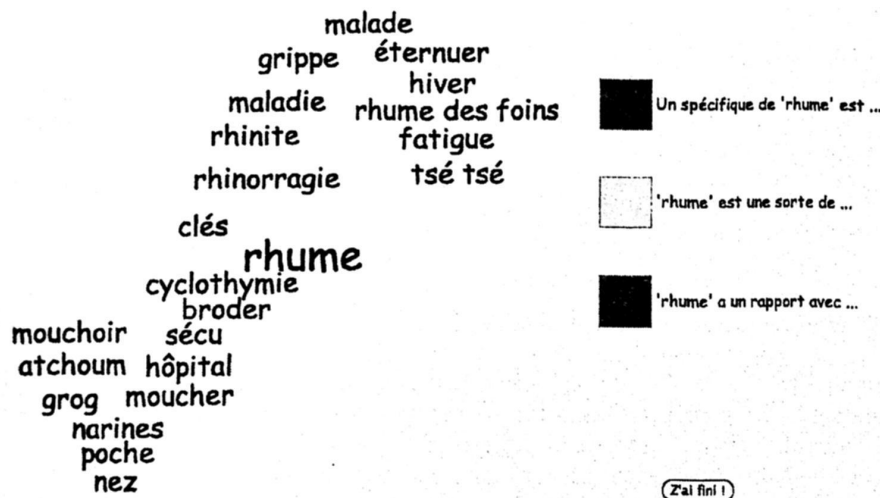 malade
grippe éternuer
hiver
maladie rhume des foins
rhinite fatigue
rhinorragie tsé tsé
clés
rhume
cyclothymie
broder
mouchoir sécu
atchoum hôpital
grog moucher
narines
poche
nez
Un spécifique de 'rhume' est ...
'rhume' est une sorte de ...
'rhume' a un rapport avec ...
Z'ai fini !